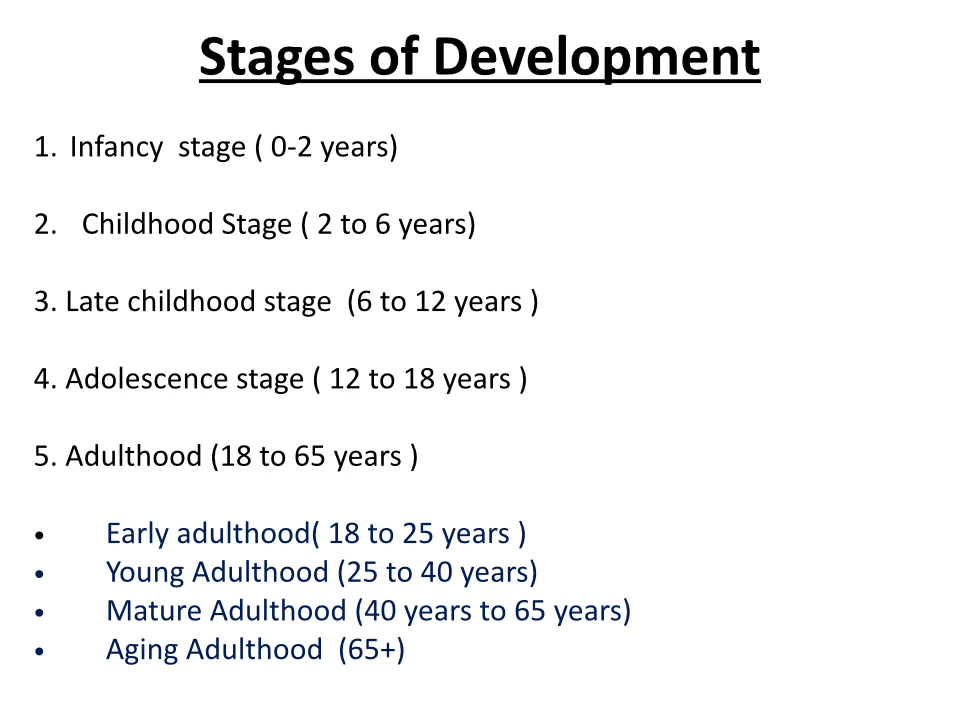 Stages of Development
1. Infancy  stage ( 0-2 years)
2. Childhood Stage ( 2 to 6 years)
3. Late childhood stage  (6 to 12 years )
4. Adolescence stage ( 12 to 18 years )
5. Adulthood (18 to 65 years )
• Early adulthood( 18 to 25 years )
• Young Adulthood (25 to 40 years)
• Mature Adulthood (40 years to 65 years)
• Aging Adulthood  (65+)